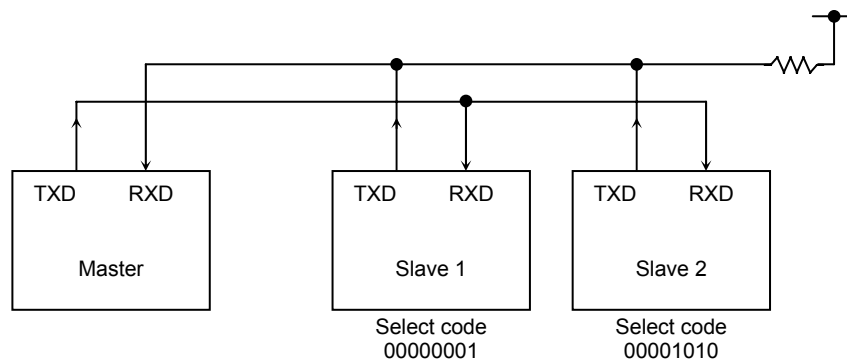 TXD RXD TXD RXD TXD RXD
Master Slave 1 Slave 2
Select code Select code
00000001 00001010